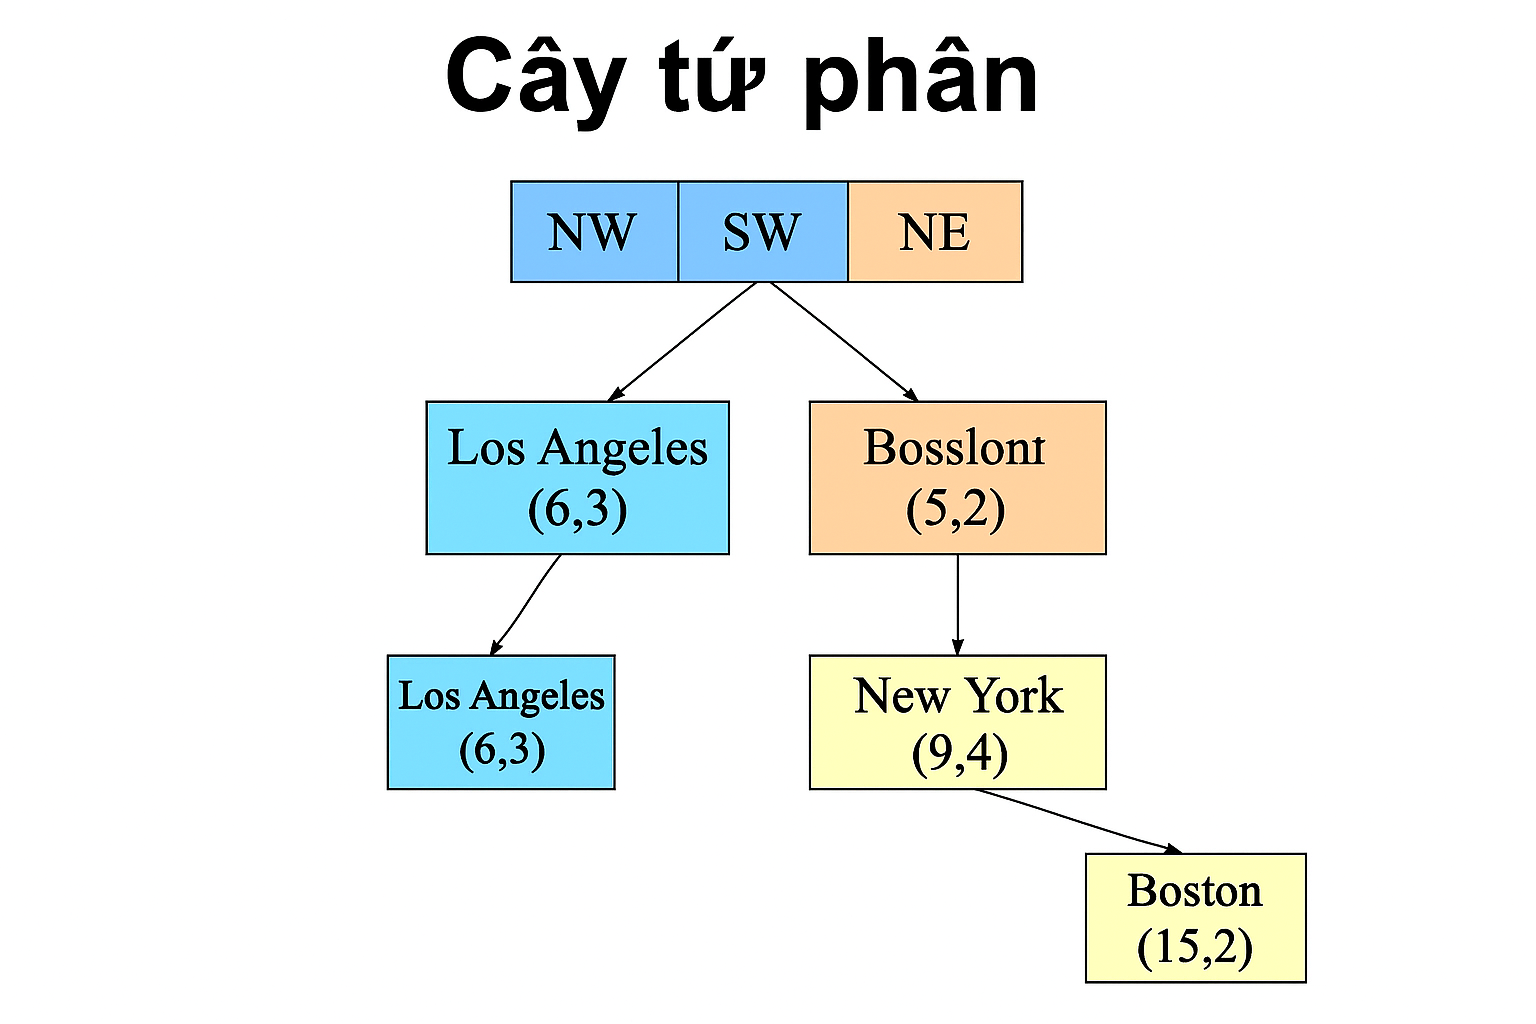 Cây tứ phân
NW SW NE
Los Angeles
(6,3)
Bosslont
(5,2)
Los Angeles
(6,3)
New York
(9,4)
Boston
(15,2)